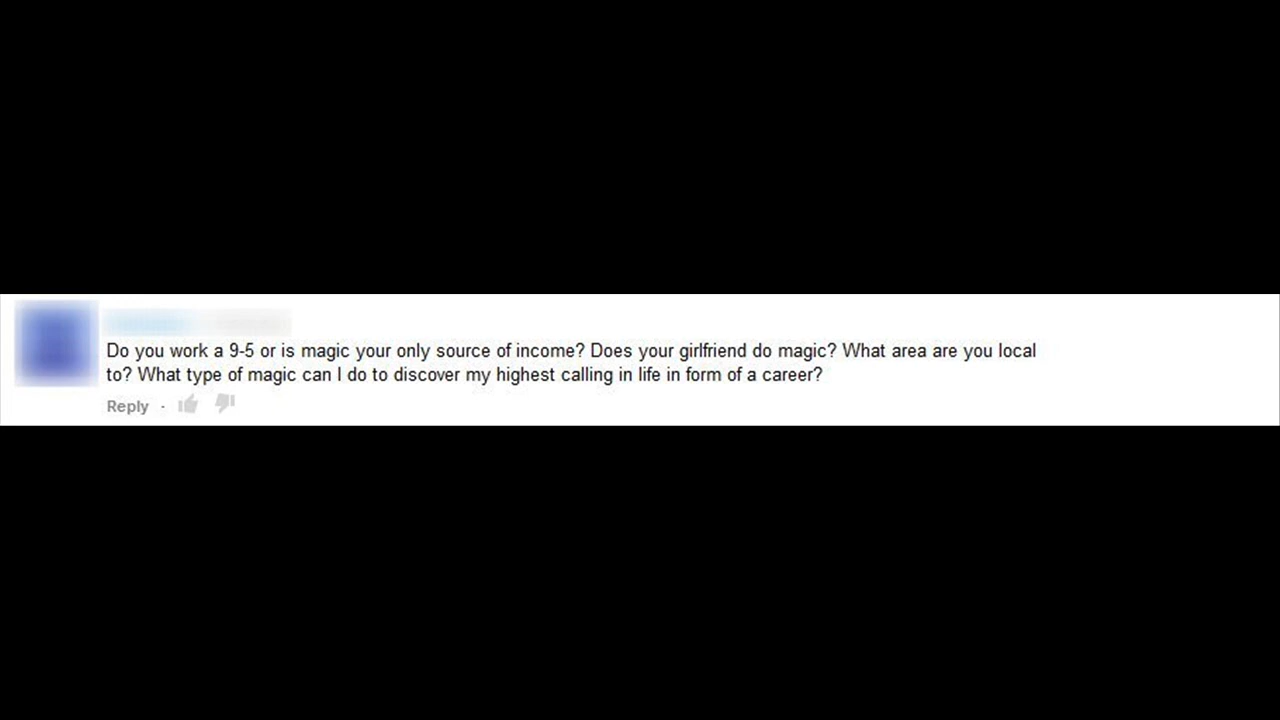 Do you work a 9-5 or is magic your only source of income? Does your girlfriend do magic? What area are you local
to? What type of magic can I do to discover my highest calling in life in form of a career?
Reply ·